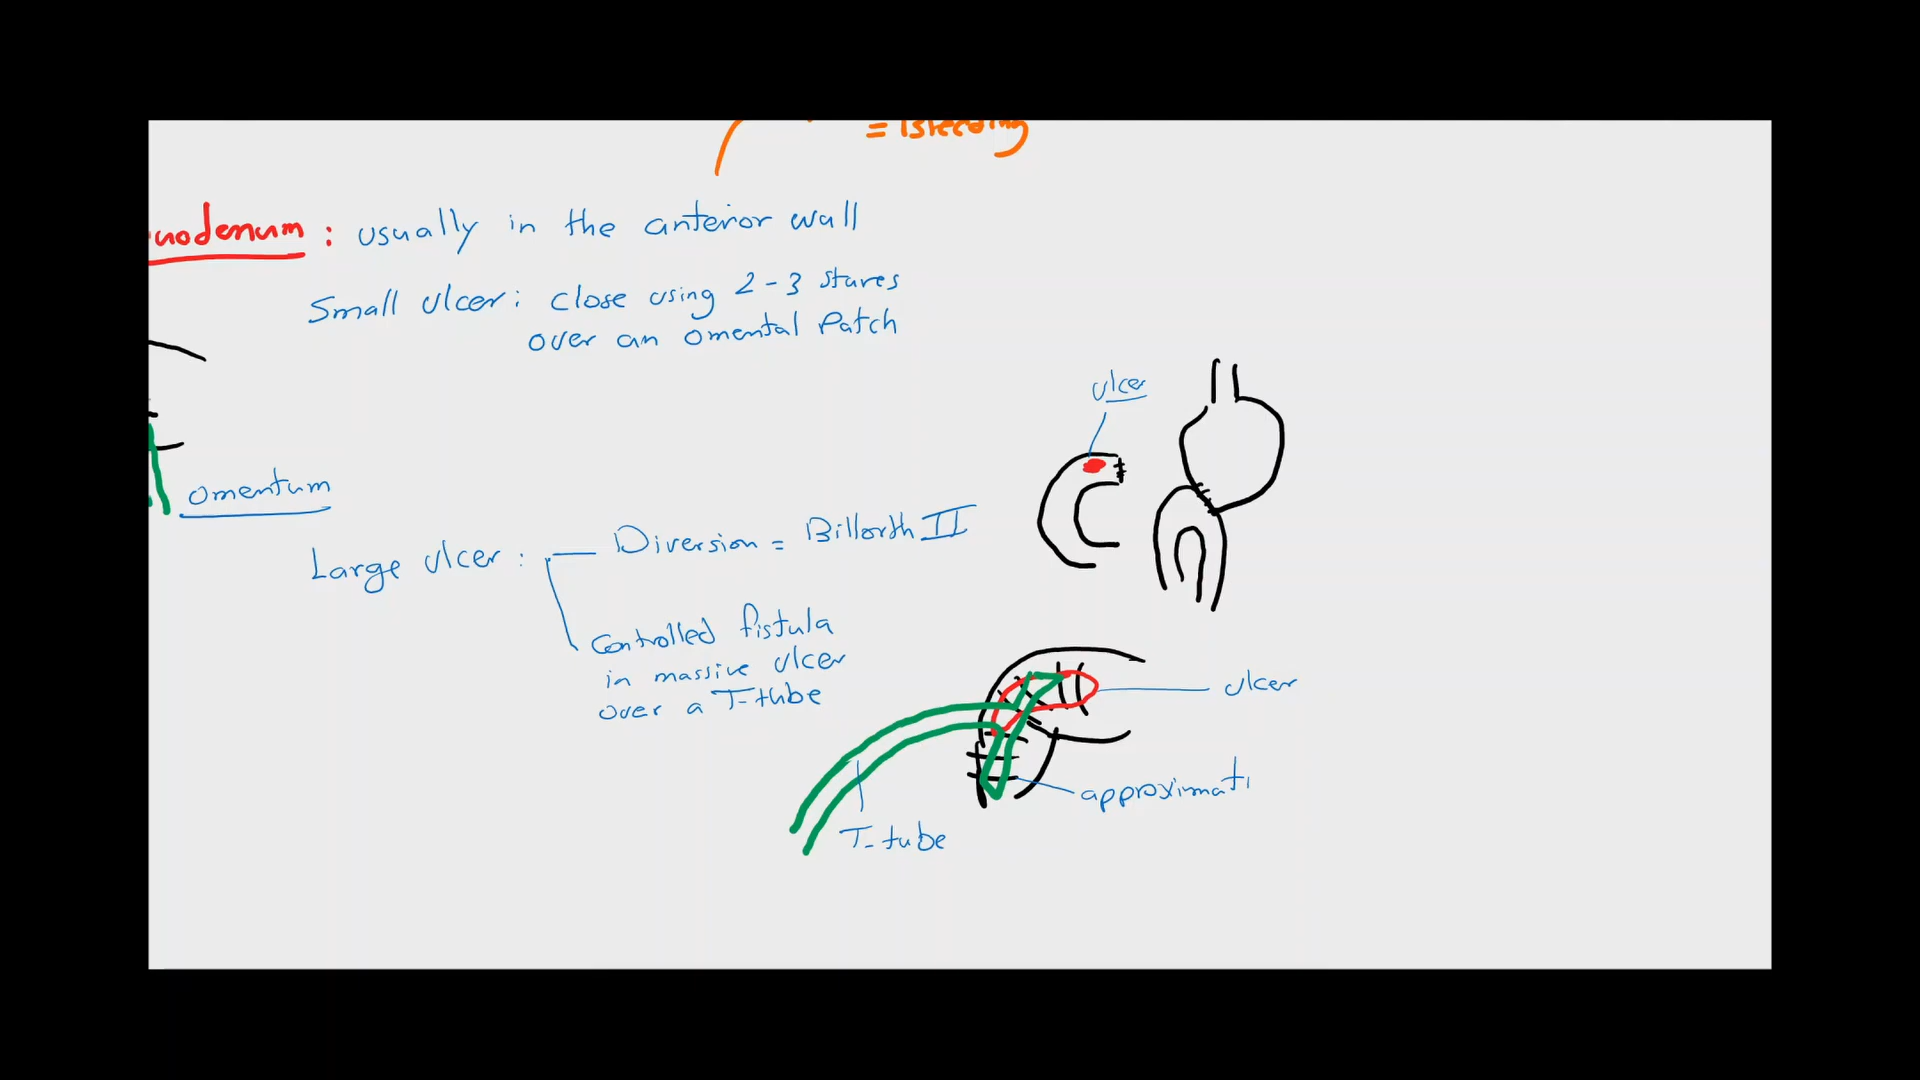 = Bleeding
uodenum : usually in the anterior wall
Small ulcer : close using 2-3 stures
over an omental Patch
ulcer
omentum
Large ulcer : Diversion = Billorth II
Controlled fistula
in massive ulcer
over a T-tube
ulcer
approximati
T-tube